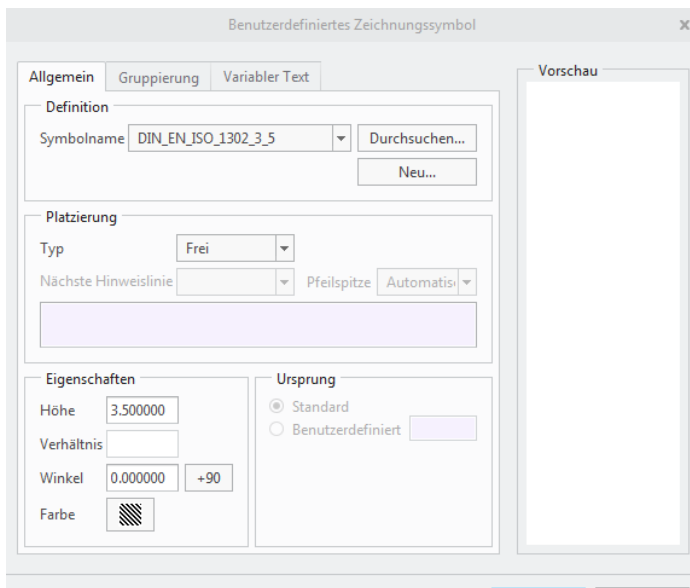 Benutzerdefiniertes Zeichnungssymbol x
Allgemein Gruppierung Variabler Text
Definition
Symbolname DIN_EN_ISO_1302_3_5 Durchsuchen...
Neu...
Platzierung
Typ Frei
Nächste Hinweislinie Pfeilspitze Automatis
Eigenschaften
Höhe 3.500000
Verhältnis
Winkel 0.000000 +90
Farbe
Ursprung
Standard
Benutzerdefiniert
Vorschau